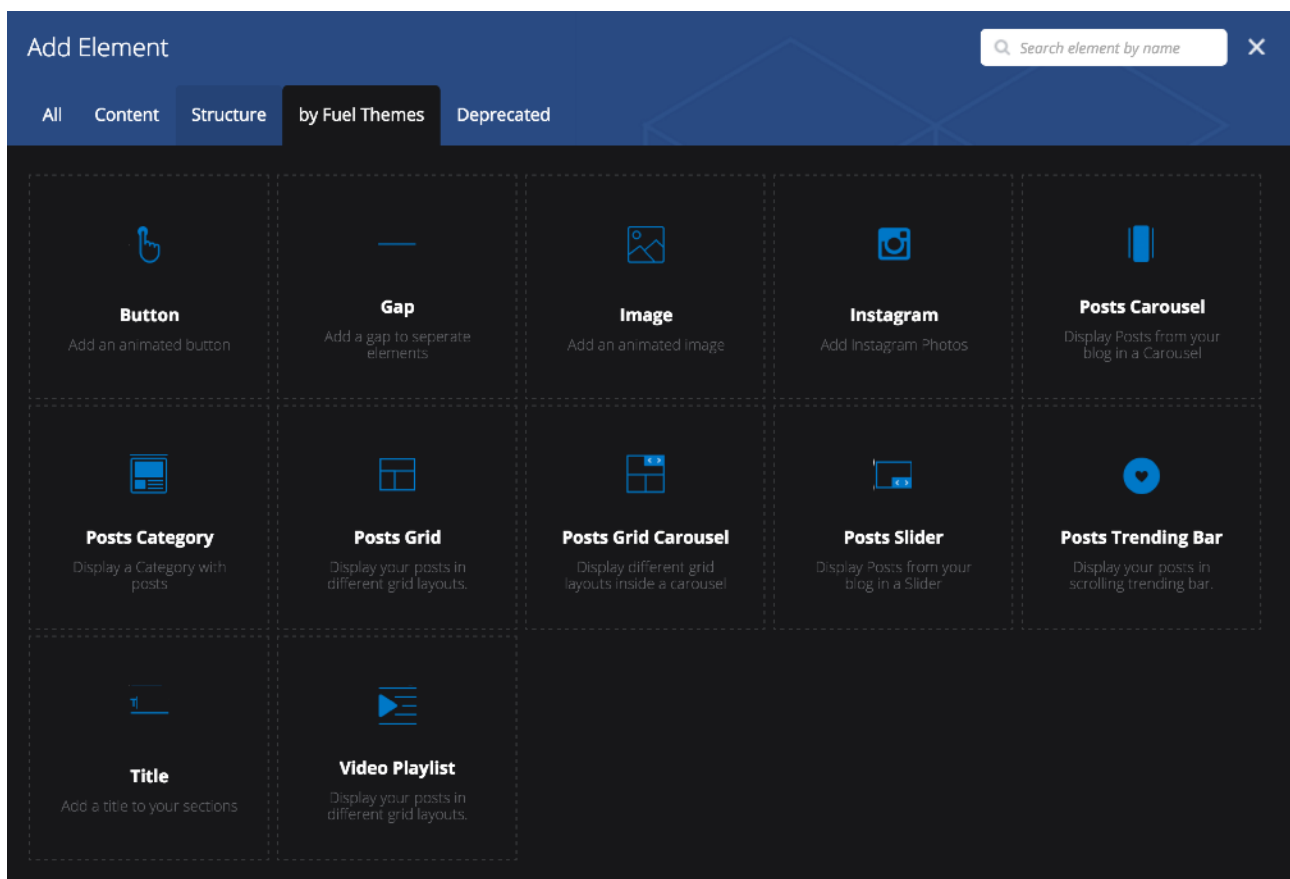 Add Element
Search element by name
All Content Structure by Fuel Themes Deprecated
Button
Add an animated button
Gap
Add a gap to seperate
elements
Image
Add an animated image
Instagram
Add Instagram Photos
Posts Carousel
Display Posts from your
blog in a Carousel
Posts Category
Display a Category with
posts
Posts Grid
Display your posts in
different grid layouts.
Posts Grid Carousel
Display different grid
layouts inside a carousel
Posts Slider
Display Posts from your
blog in a Slider
Posts Trending Bar
Display your posts in
scrolling trending bar.
Title
Add a title to your sections
Video Playlist
Display your posts in
different grid layouts.